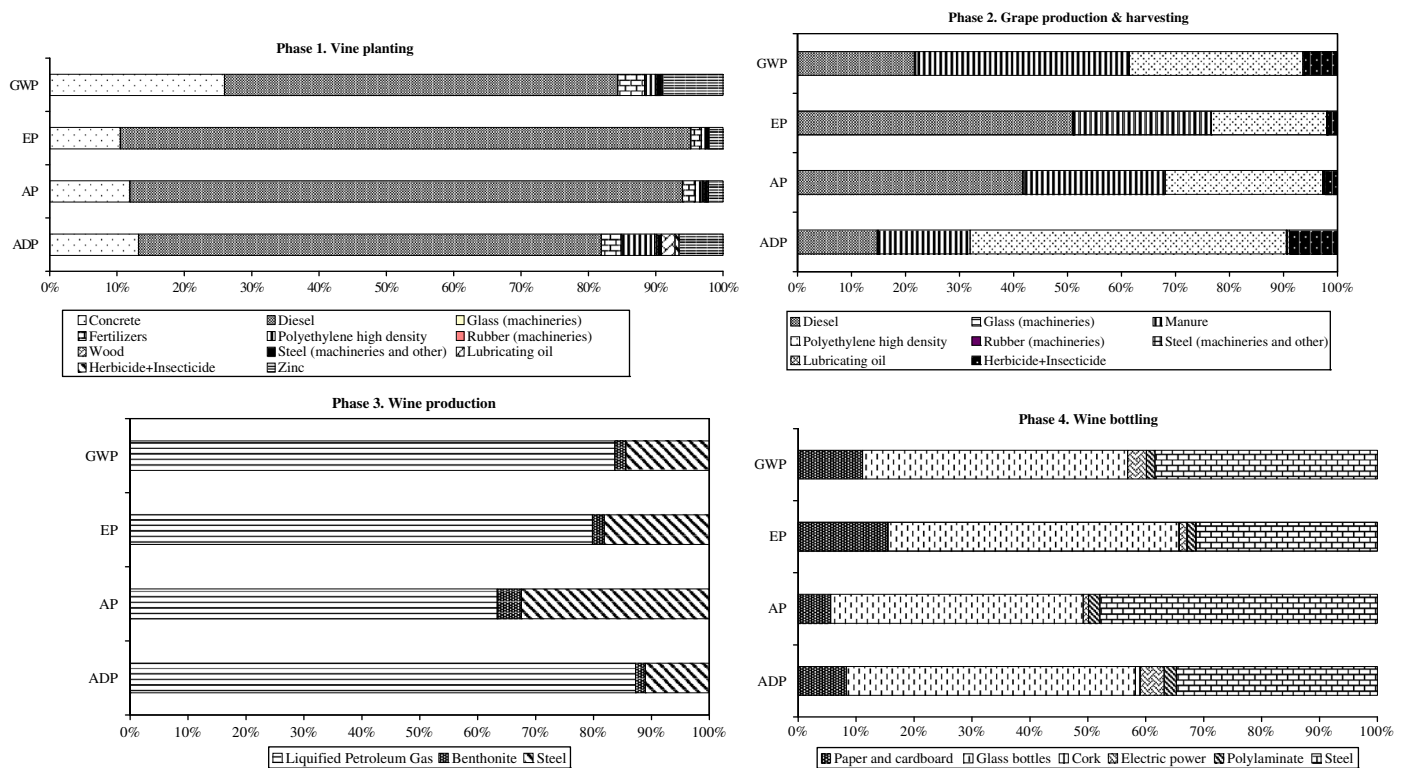 Phase 1. Vine planting
GWP
EP
AP
ADP
0% 10% 20% 30% 40% 50% 60% 70% 80% 90% 100%
Concrete Diesel Glass (machineries)
Fertilizers Polyethylene high density Rubber (machineries)
Wood Steel (machineries and other) Lubricating oil
Herbicide+Insecticide Zinc
Phase 2. Grape production & harvesting
GWP
EP
AP
ADP
0% 10% 20% 30% 40% 50% 60% 70% 80% 90% 100%
Diesel Glass (machineries) Manure
Polyethylene high density Rubber (machineries) Steel (machineries and other)
Lubricating oil Herbicide+Insecticide
Phase 3. Wine production
GWP
EP
AP
ADP
0% 10% 20% 30% 40% 50% 60% 70% 80% 90% 100%
Liquified Petroleum Gas Benthonite Steel
Phase 4. Wine bottling
GWP
EP
AP
ADP
0% 10% 20% 30% 40% 50% 60% 70% 80% 90% 100%
Paper and cardboard Glass bottles Cork Electric power Polylaminate Steel